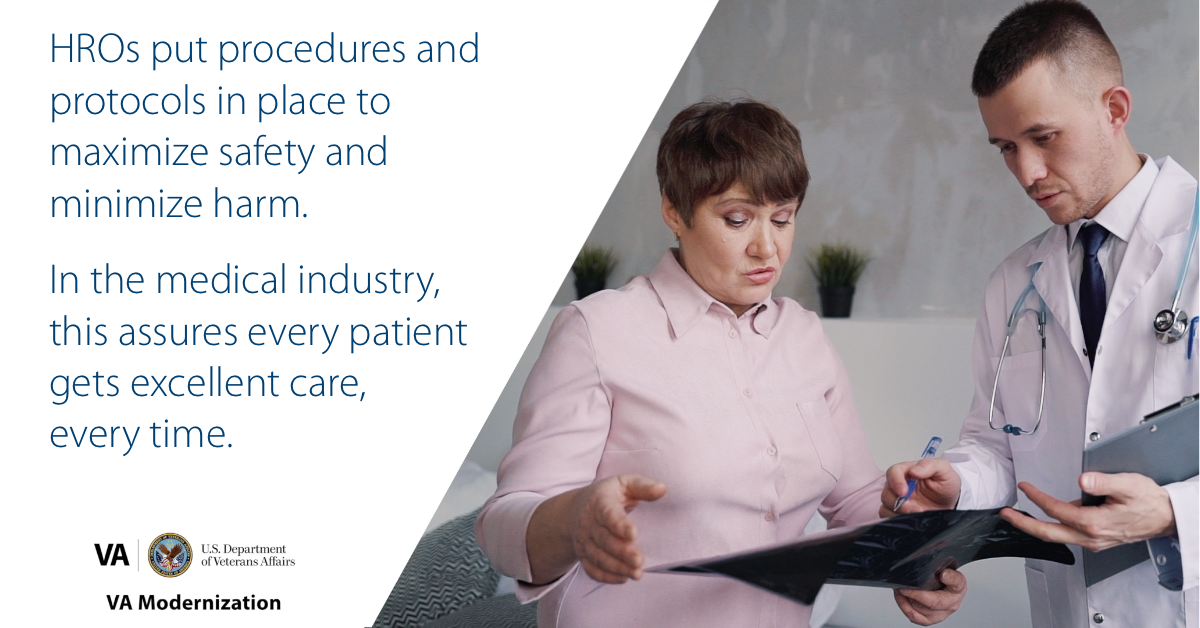 HROs put procedures and
protocols in place to
maximize safety and
minimize harm.
In the medical industry,
this assures every patient
gets excellent care,
every time.
VA
U.S. Department
of Veterans Affairs
VA Modernization